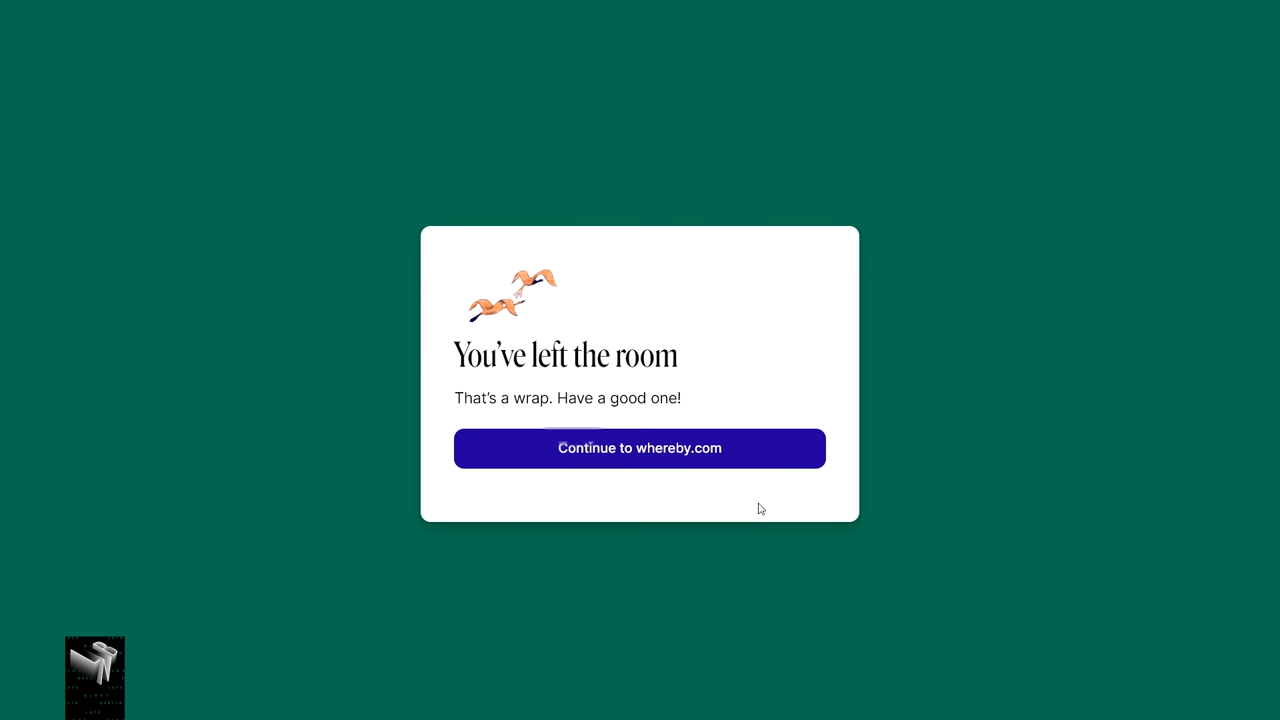 You've left the room
That's a wrap. Have a good one!
Continue to whereby.com